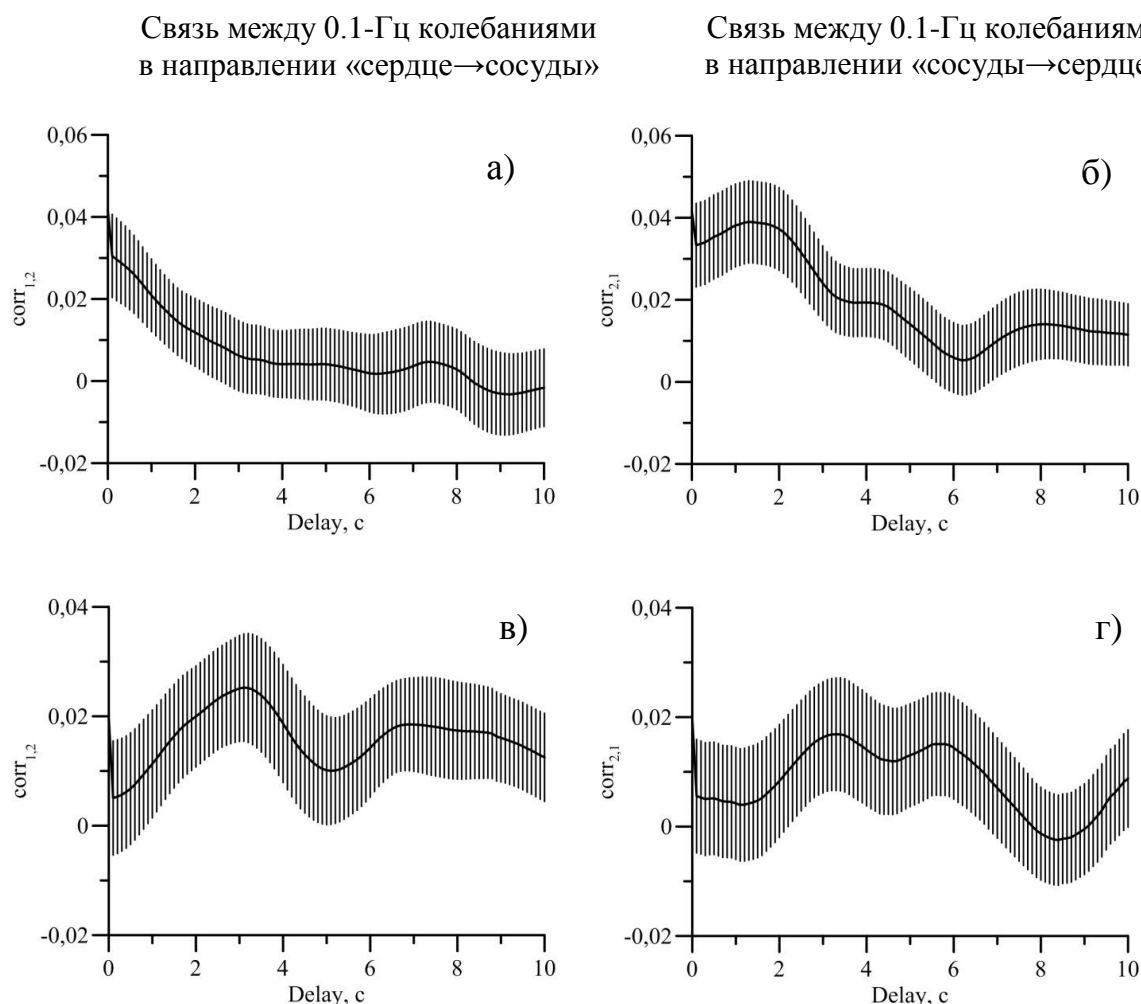 Связь между 0.1-Гц колебаниями
в направлении «сердце→сосуды»
Связь между 0.1-Гц колебаниям
в направлении «сосуды→сердце
а)
0,06
0,04
0,02
0
-0,02
corr1,2
0 2 4 6 8 10
Delay, с
б)
0,06
0,04
0,02
0
-0,02
corr2,1
0 2 4 6 8 10
Delay, с
в)
0,04
0,02
0
-0,02
corr1,2
0 2 4 6 8 10
Delay, с
г)
0,04
0,02
0
-0,02
corr2,1
0 2 4 6 8 10
Delay, с